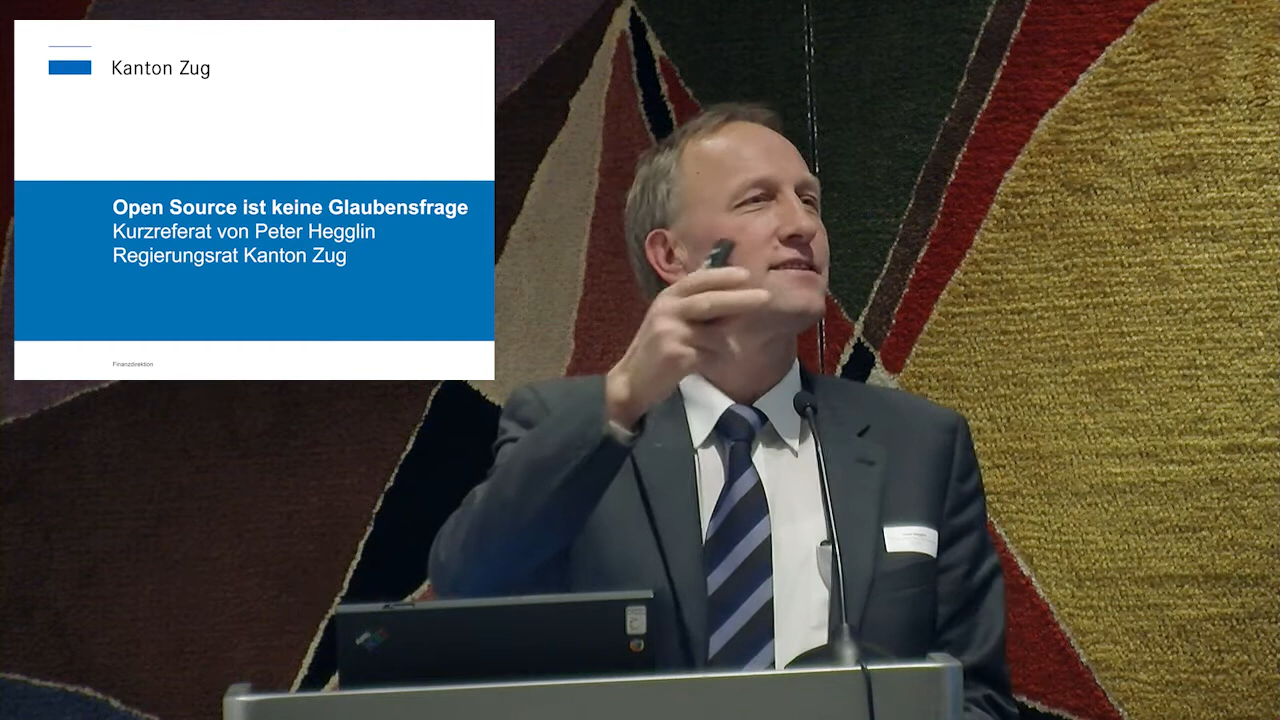 Kanton Zug
Open Source ist keine Glaubensfrage
Kurzreferat von Peter Hegglin
Regierungsrat Kanton Zug
Finanzdirektion